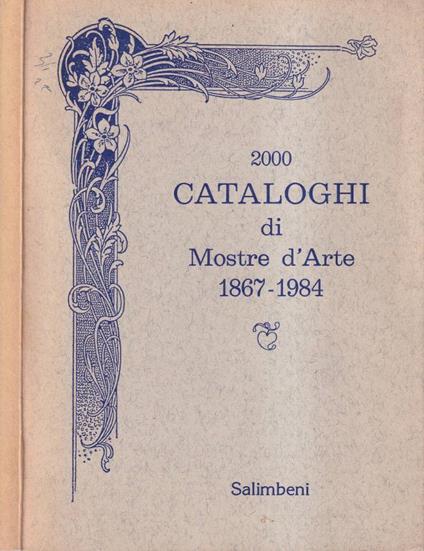 2000
CATALOGHI
di
Mostre d'Arte
1867-1984
Salimbeni